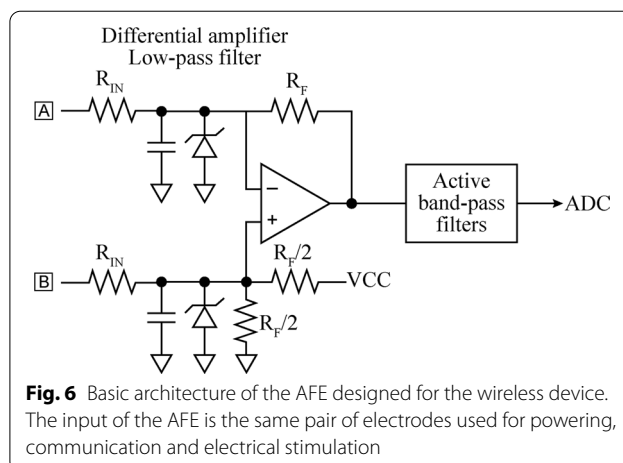 Differential amplifier
Low-pass filter
R_IN
R_F
A
−
+
Active
band-pass
filters
ADC
R_IN
R_F/2
B
VCC
R_F/2
Fig. 6 Basic architecture of the AFE designed for the wireless device.
The input of the AFE is the same pair of electrodes used for powering,
communication and electrical stimulation